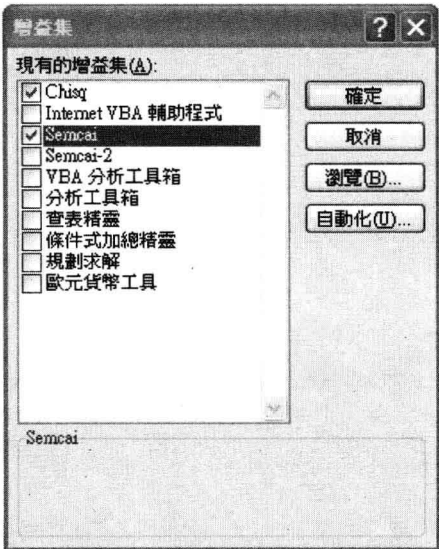 增益集
現有的增益集(A):
Chisq
Internet VBA 輔助程式
Semcai
Semcai-2
VBA 分析工具箱
分析工具箱
查表精靈
條件式加總精靈
規劃求解
歐元貨幣工具
確定
取消
瀏覽(B)...
自動化(U)...
Semcai